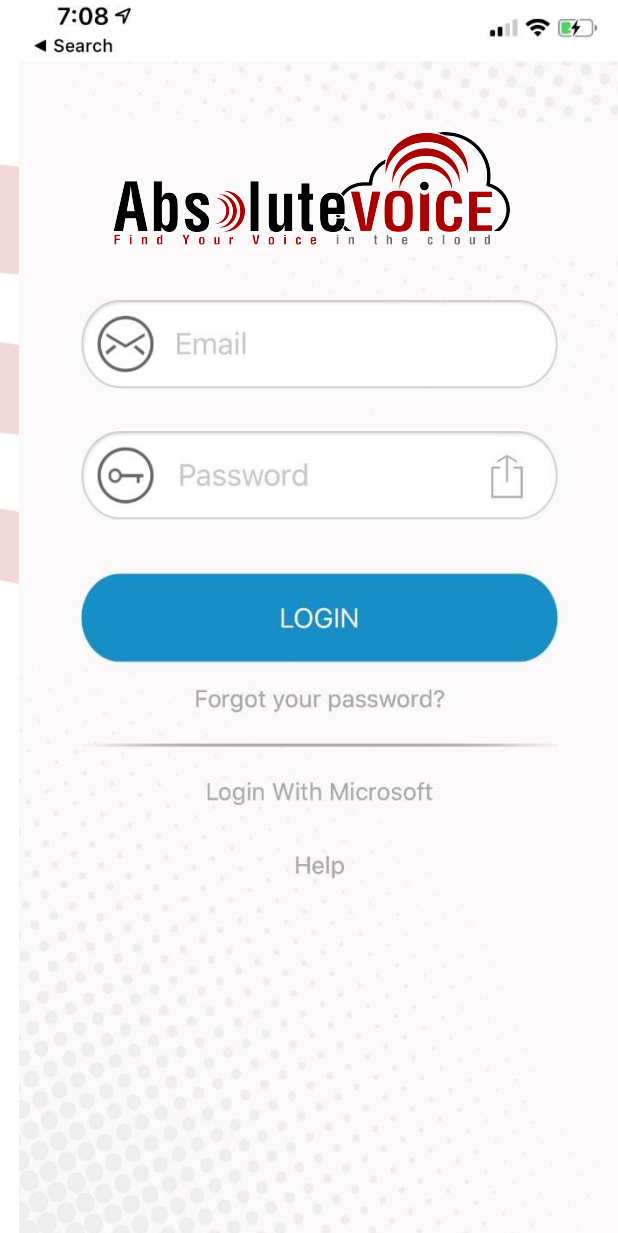 7:08
◀ Search
AbsoluteVOiCE
Find Your Voice in the cloud
Email
Password
LOGIN
Forgot your password?
Login With Microsoft
Help